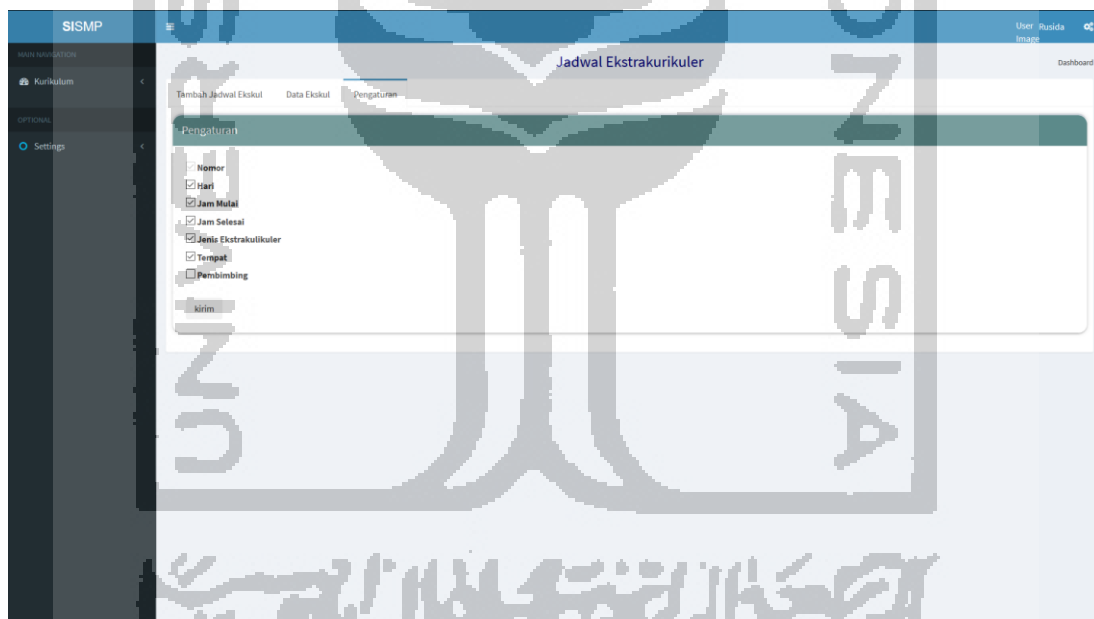 SISMP
User Image
Rusida
MAIN NAVIGATION
Jadwal Ekstrakurikuler
Dashboard
Kurikulum
Tambah Jadwal Ekskul
Data Ekskul
Pengaturan
OPTIONAL
Pengaturan
Settings
Nomor
Hari
Jam Mulai
Jam Selesai
Jenis Ekstrakulikuler
Tempat
Pembimbing
kirim